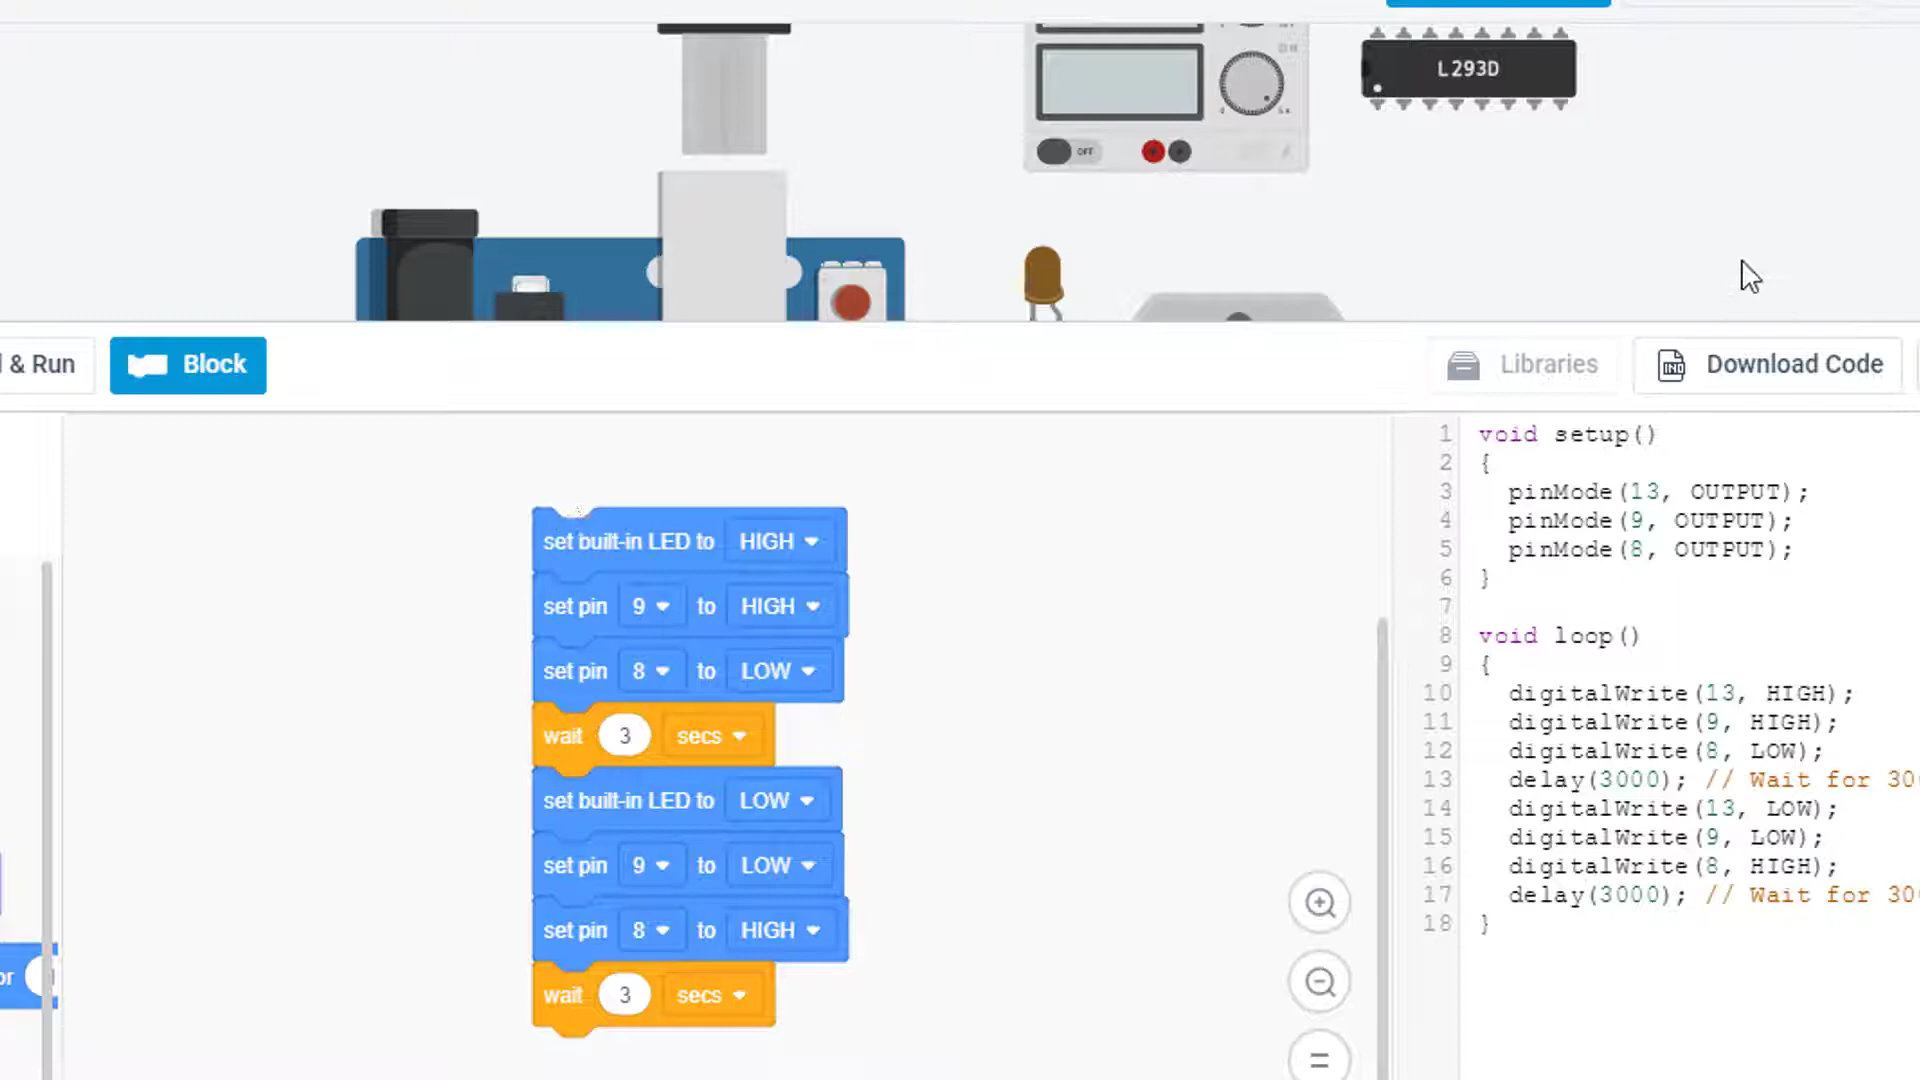 L293D
OFF
& Run
Block
Libraries
Download Code
set built-in LED to HIGH
set pin 9 to HIGH
set pin 8 to LOW
wait 3 secs
set built-in LED to LOW
set pin 9 to LOW
set pin 8 to HIGH
wait 3 secs
or
1 void setup()
2 {
3 pinMode(13, OUTPUT);
4 pinMode(9, OUTPUT);
5 pinMode(8, OUTPUT);
6 }
7
8 void loop()
9 {
10 digitalWrite(13, HIGH);
11 digitalWrite(9, HIGH);
12 digitalWrite(8, LOW);
13 delay(3000); // Wait for 30
14 digitalWrite(13, LOW);
15 digitalWrite(9, LOW);
16 digitalWrite(8, HIGH);
17 delay(3000); // Wait for 30
18 }